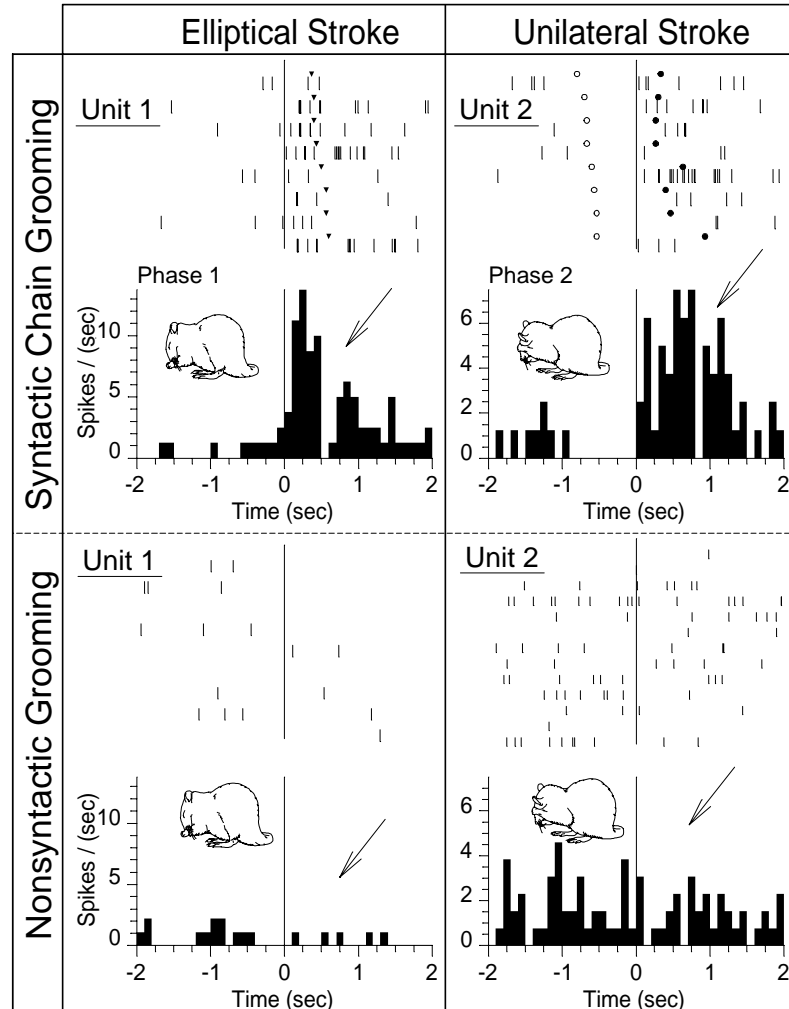 Elliptical Stroke
Unilateral Stroke
Syntactic Chain Grooming
Unit 1
Phase 1
Spikes / (sec)
10
5
0
-2 -1 0 1 2
Time (sec)
Unit 2
Phase 2
6
4
2
0
-2 -1 0 1 2
Time (sec)
Nonsyntactic Grooming
Unit 1
Spikes / (sec)
10
5
0
-2 -1 0 1 2
Time (sec)
Unit 2
6
4
2
0
-2 -1 0 1 2
Time (sec)